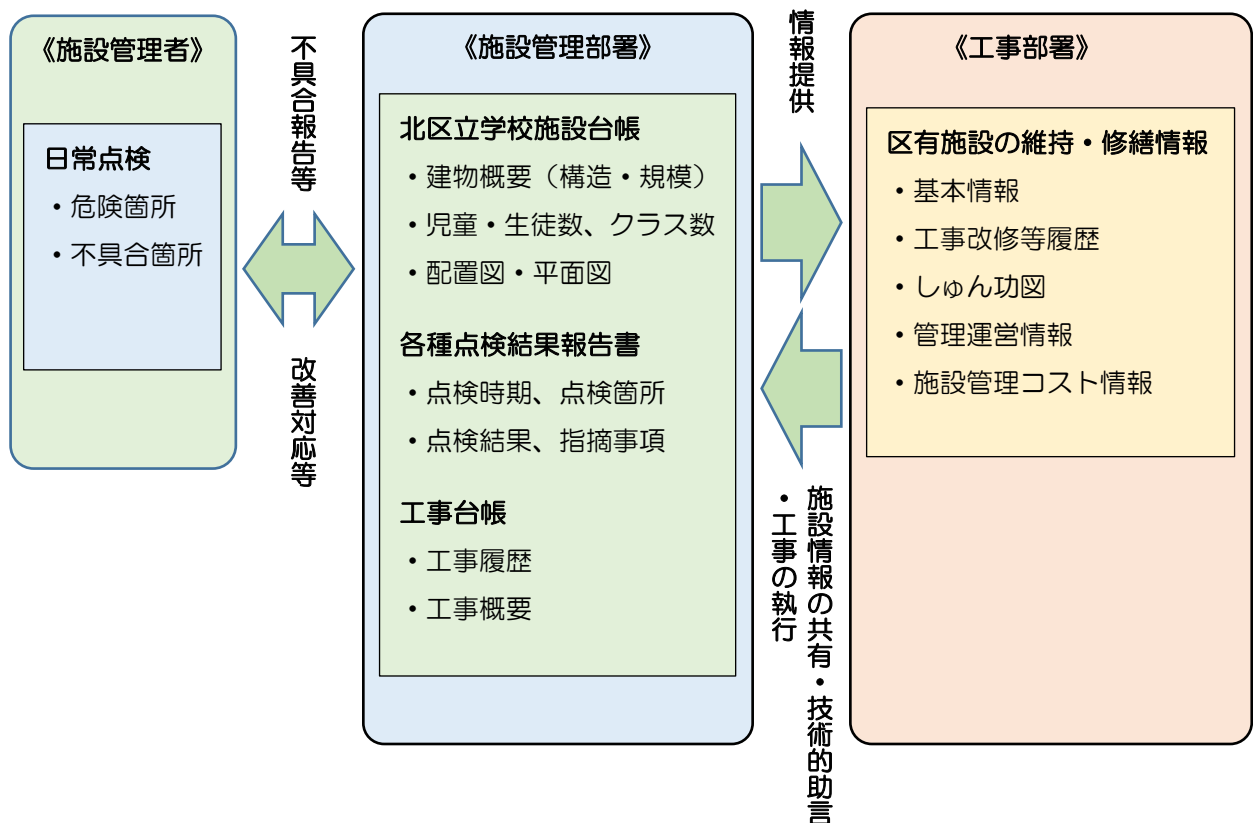 《施設管理者》
日常点検
・危険箇所
・不具合箇所
不具合報告等
改善対応等
《施設管理部署》
北区立学校施設台帳
・建物概要（構造・規模）
・児童・生徒数、クラス数
・配置図・平面図
各種点検結果報告書
・点検時期、点検箇所
・点検結果、指摘事項
工事台帳
・工事履歴
・工事概要
情報提供
施設情報の共有・技術的助言
・工事の執行
《工事部署》
区有施設の維持・修繕情報
・基本情報
・工事改修等履歴
・しゅん功図
・管理運営情報
・施設管理コスト情報